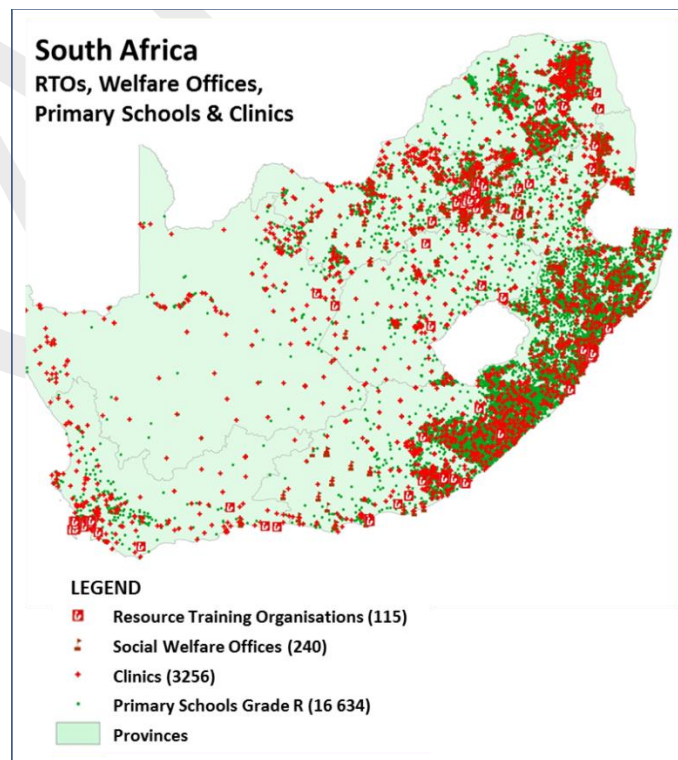 South Africa
RTOs, Welfare Offices,
Primary Schools & Clinics
LEGEND
Resource Training Organisations (115)
Social Welfare Offices (240)
Clinics (3256)
Primary Schools Grade R (16 634)
Provinces